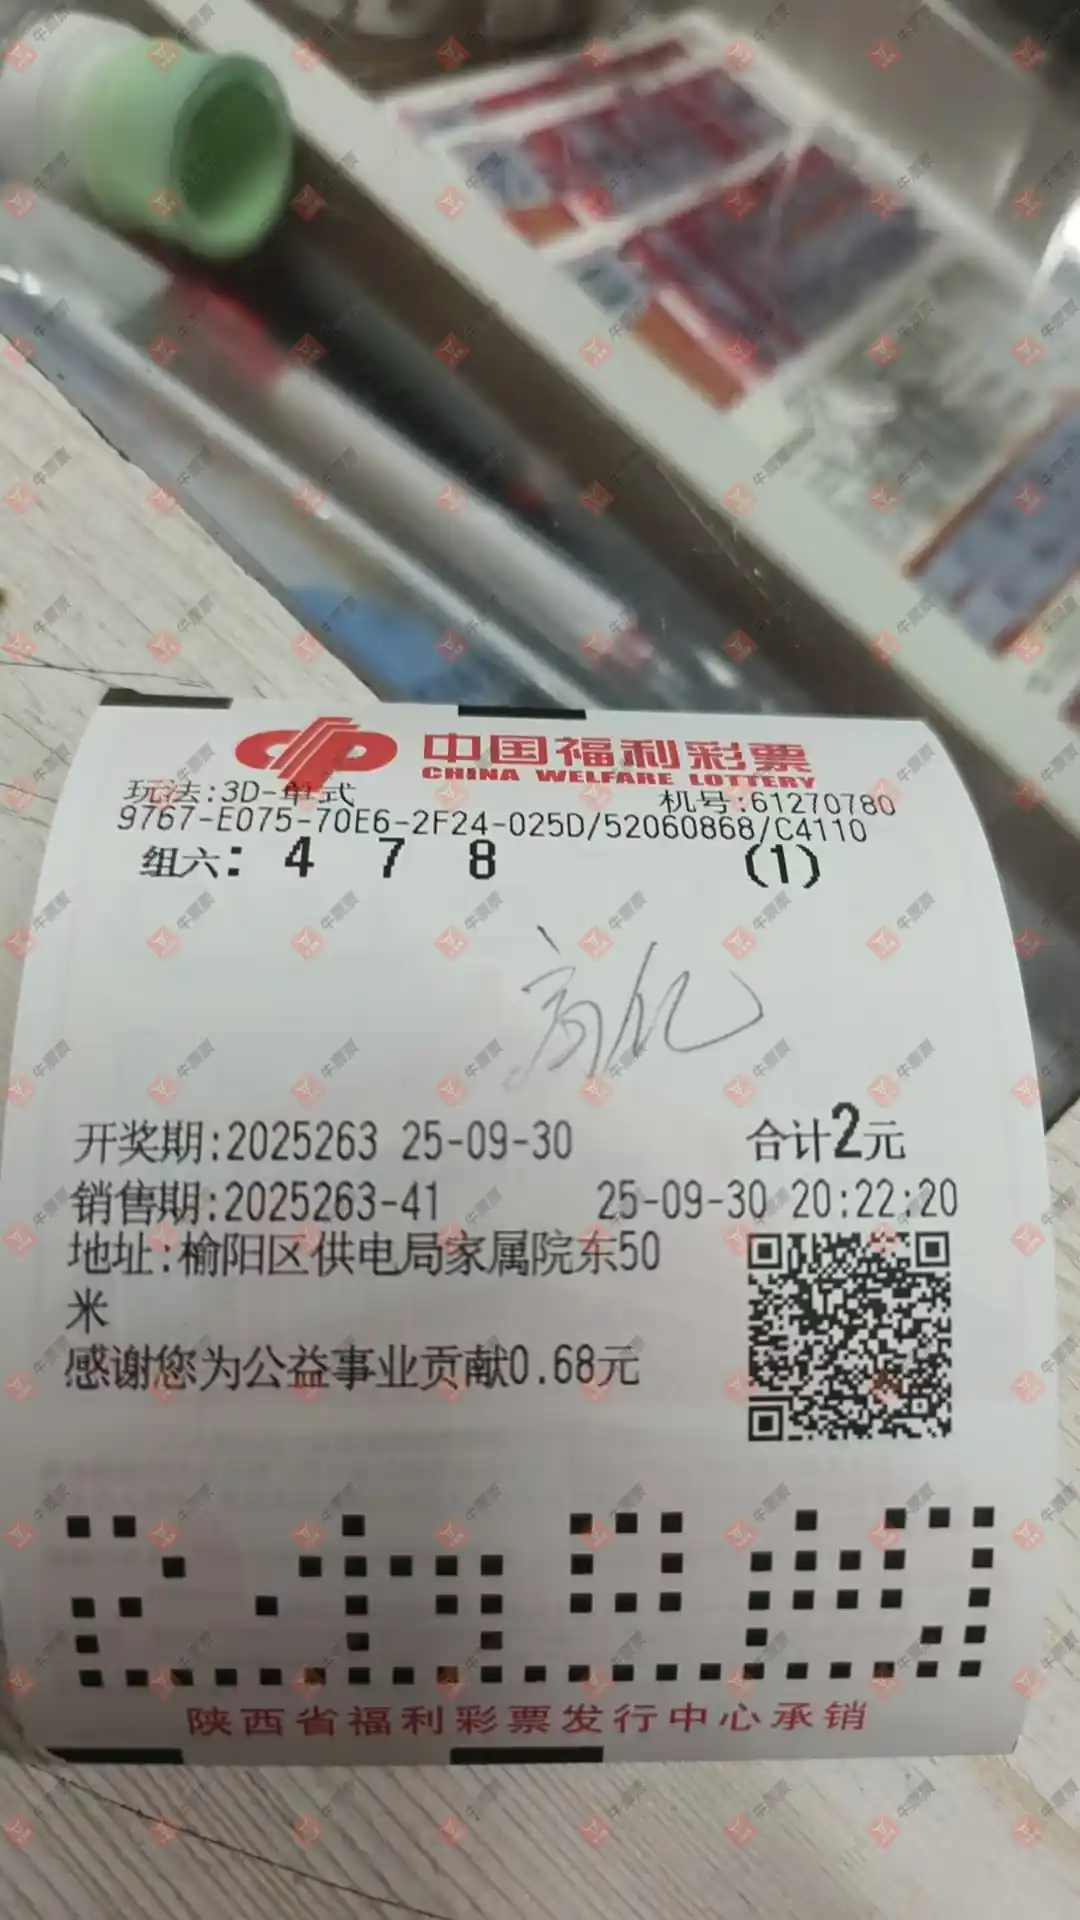 中国福利彩票
CHINA WELFARE LOTTERY
玩法:3D-单式 机号:61270780
9767-E075-70E6-2F24-025D/52060868/C4110
组六: 4 7 8 (1)
开奖期:2025263 25-09-30 合计2元
销售期:2025263-41 25-09-30 20:22:20
地址:榆阳区供电局家属院东50
米
感谢您为公益事业贡献0.68元
陕西省福利彩票发行中心承销
牛票票